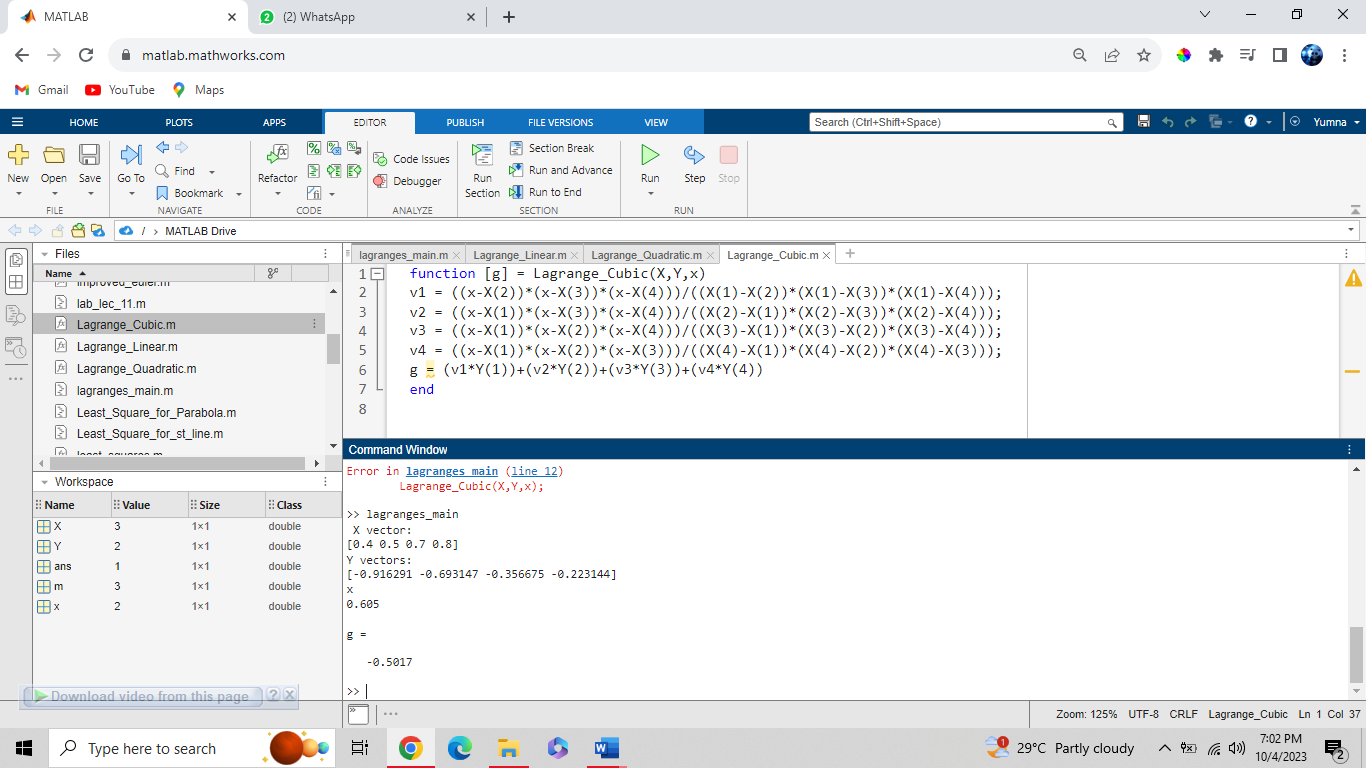 MATLAB
(2) WhatsApp
matlab.mathworks.com
Gmail YouTube Maps
HOME PLOTS APPS EDITOR PUBLISH FILE VERSIONS VIEW Search (Ctrl+Shift+Space) Yumna
New Open Save Go To Find Bookmark Refactor Code Issues Debugger Run Section Section Break Run and Advance Run to End Run Step Stop
FILE NAVIGATE CODE ANALYZE SECTION RUN
/ > MATLAB Drive
Files
Name
improved_euler.m
lab_lec_11.m
Lagrange_Cubic.m
Lagrange_Linear.m
Lagrange_Quadratic.m
lagranges_main.m
Least_Square_for_Parabola.m
Least_Square_for_st_line.m
least_squares.m
Workspace
Name Value Size Class
X 3 1×1 double
Y 2 1×1 double
ans 1 1×1 double
m 3 1×1 double
x 2 1×1 double
Download video from this page ? X
lagranges_main.m Lagrange_Linear.m Lagrange_Quadratic.m Lagrange_Cubic.m
1 function [g] = Lagrange_Cubic(X,Y,x)
2 v1 = ((x-X(2))*(x-X(3))*(x-X(4)))/((X(1)-X(2))*(X(1)-X(3))*(X(1)-X(4)));
3 v2 = ((x-X(1))*(x-X(3))*(x-X(4)))/((X(2)-X(1))*(X(2)-X(3))*(X(2)-X(4)));
4 v3 = ((x-X(1))*(x-X(2))*(x-X(4)))/((X(3)-X(1))*(X(3)-X(2))*(X(3)-X(4)));
5 v4 = ((x-X(1))*(x-X(2))*(x-X(3)))/((X(4)-X(1))*(X(4)-X(2))*(X(4)-X(3)));
6 g = (v1*Y(1))+(v2*Y(2))+(v3*Y(3))+(v4*Y(4))
7 end
8
Command Window
Error in lagranges main (line 12)
Lagrange_Cubic(X,Y,x);
>> lagranges_main
X vector:
[0.4 0.5 0.7 0.8]
Y vectors:
[-0.916291 -0.693147 -0.356675 -0.223144]
x
0.605
g =
-0.5017
>>
Zoom: 125% UTF-8 CRLF Lagrange_Cubic Ln 1 Col 37
Type here to search
1 29°C Partly cloudy
7:02 PM
10/4/2023
2